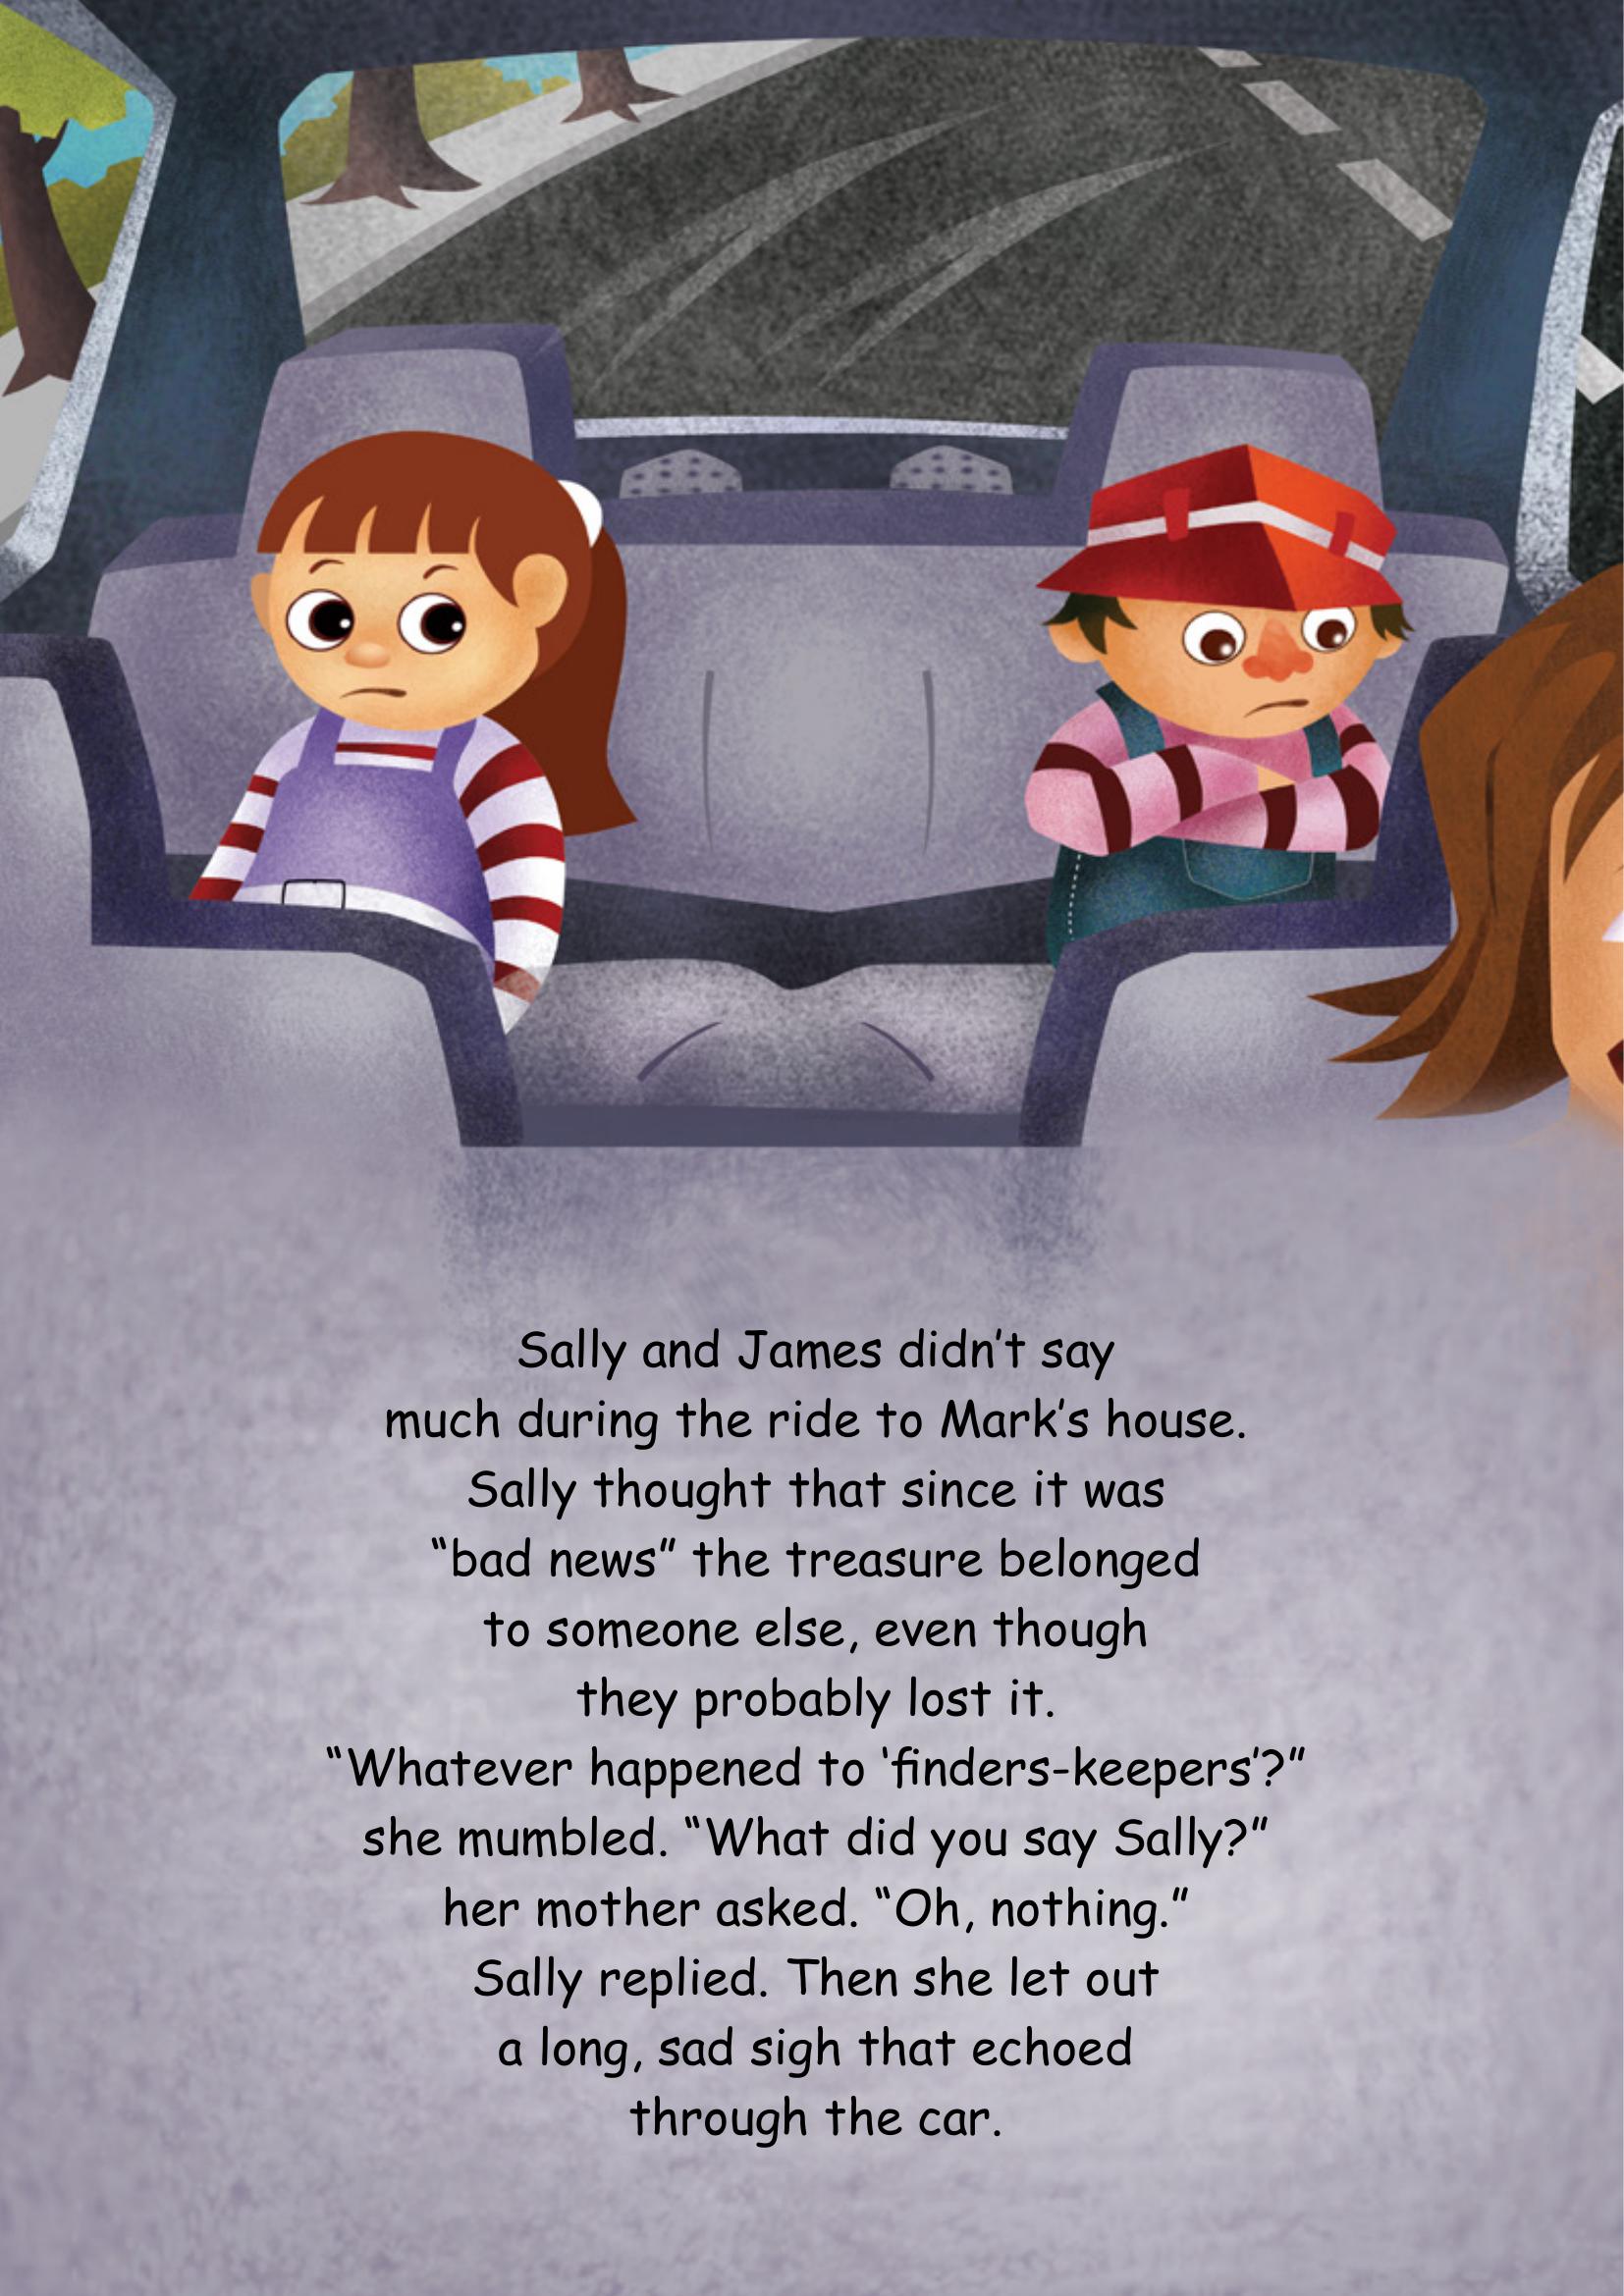 Sally and James didn’t say
much during the ride to Mark’s house.
Sally thought that since it was
“bad news” the treasure belonged
to someone else, even though
they probably lost it.
“Whatever happened to ‘finders-keepers’?”
she mumbled. “What did you say Sally?”
her mother asked. “Oh, nothing.”
Sally replied. Then she let out
a long, sad sigh that echoed
through the car.